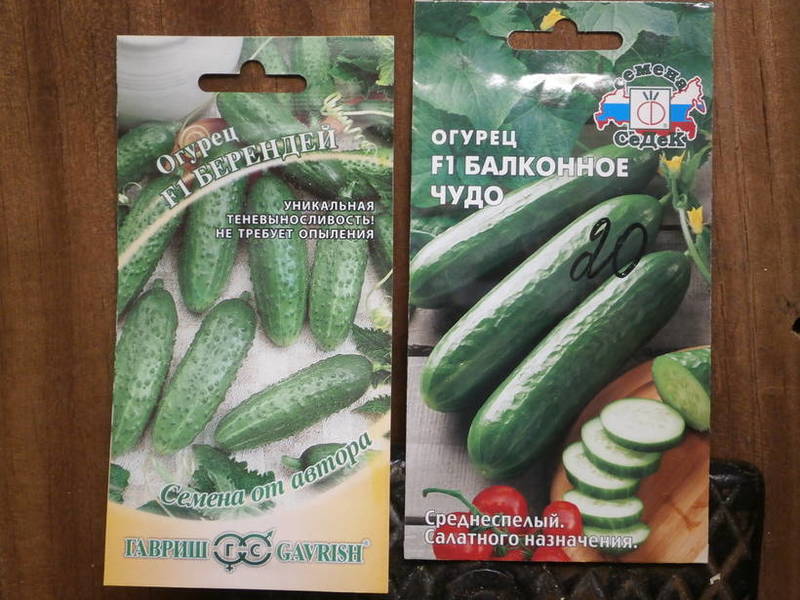 Огурец
F1 БЕРЕНДЕЙ
УНИКАЛЬНАЯ
ТЕНЕВЫНОСЛИВОСТЬ!
НЕ ТРЕБУЕТ ОПЫЛЕНИЯ
Семена от автора
ГАВРИШ ГС GAVRISH®
Семена
СеДеК
ОГУРЕЦ
F1 БАЛКОННОЕ
ЧУДО
20
Среднеспелый.
Салатного назначения.